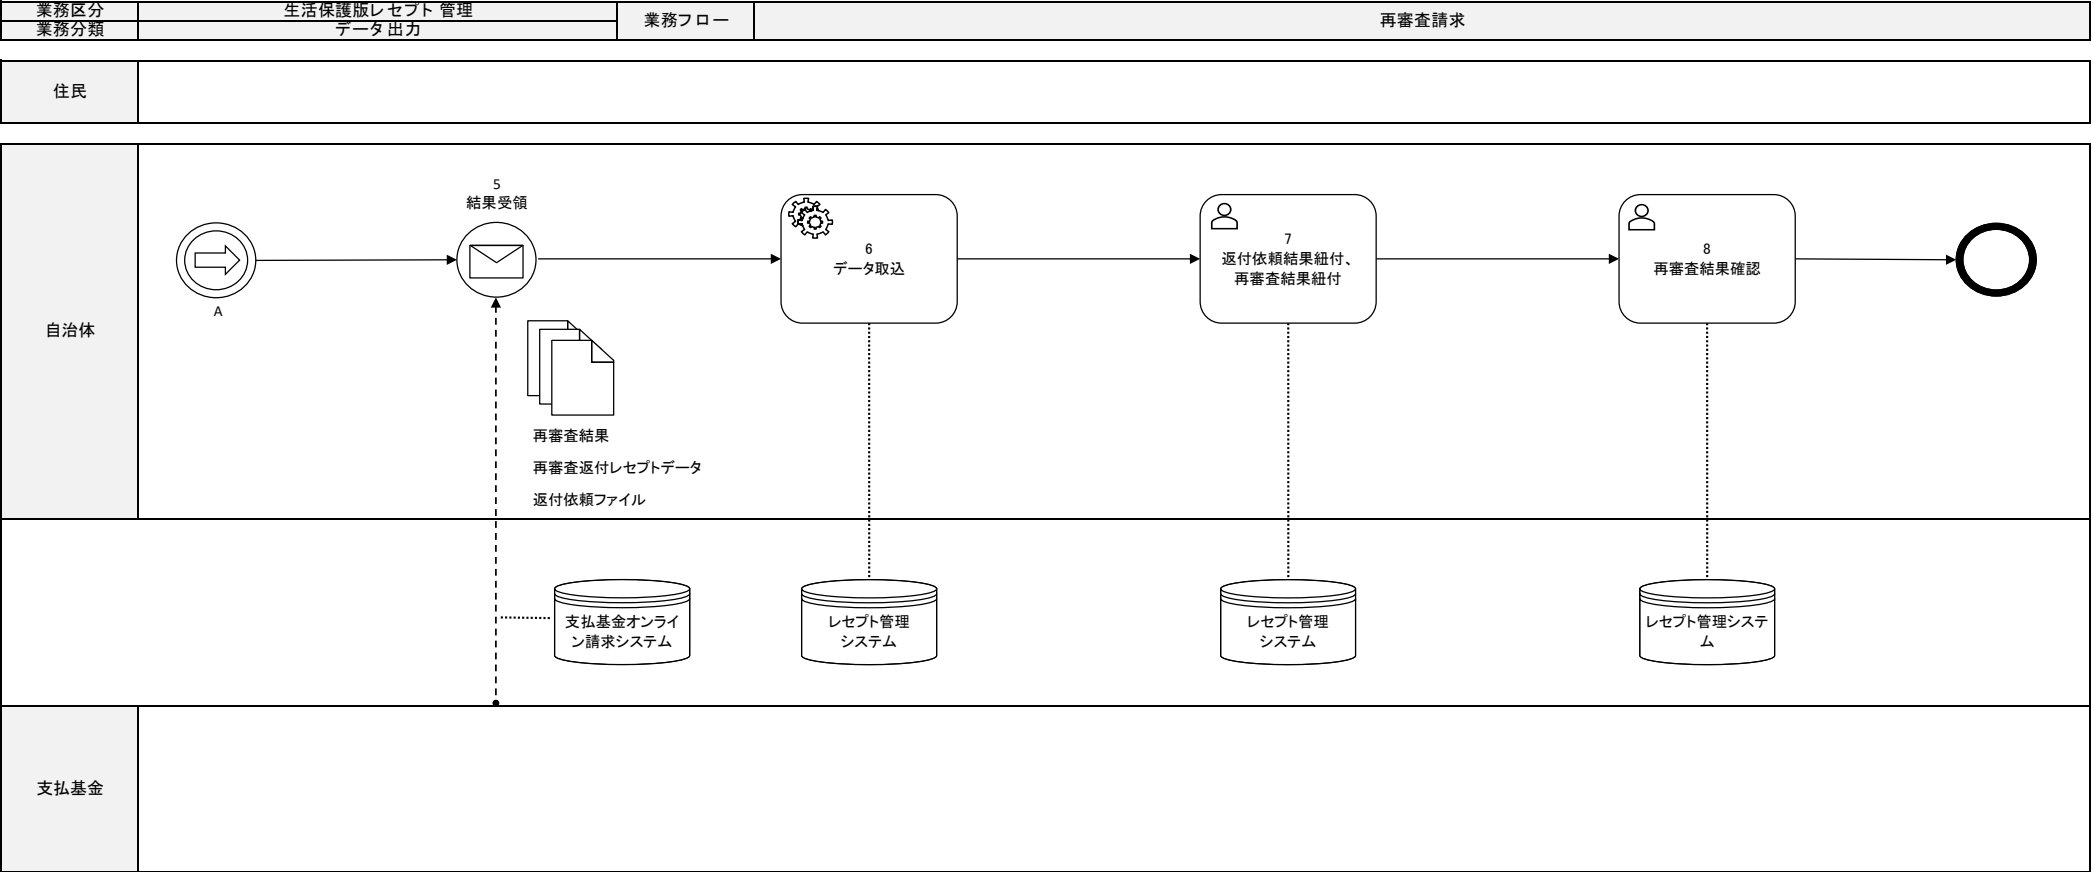 業務区分
生活保護版レセプト管理
業務分類
データ出力
業務フロー
再審査請求
住民
自治体
A
5
結果受領
再審査結果
再審査返付レセプトデータ
返付依頼ファイル
6
データ取込
7
返付依頼結果紐付、
再審査結果紐付
8
再審査結果確認
支払基金オンライ
ン請求システム
レセプト管理
システム
レセプト管理
システム
レセプト管理システ
ム
支払基金